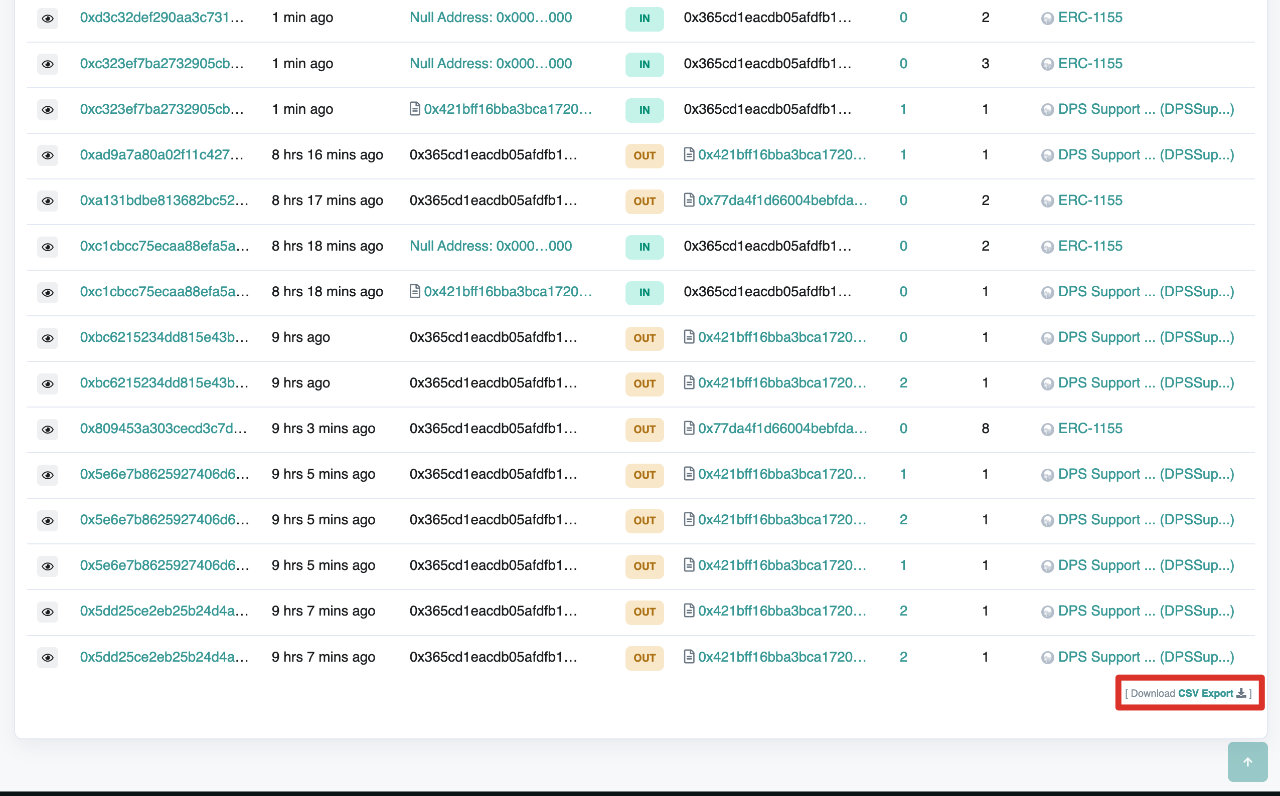 0xd3c32def290aa3c731... 1 min ago Null Address: 0x000...000 IN 0x365cd1eacdb05afdfb1... 0 2 ERC-1155
0xc323ef7ba2732905cb... 1 min ago Null Address: 0x000...000 IN 0x365cd1eacdb05afdfb1... 0 3 ERC-1155
0xc323ef7ba2732905cb... 1 min ago 0x421bff16bba3bca1720... IN 0x365cd1eacdb05afdfb1... 1 1 DPS Support ... (DPSSup...)
0xad9a7a80a02f11c427... 8 hrs 16 mins ago 0x365cd1eacdb05afdfb1... OUT 0x421bff16bba3bca1720... 1 1 DPS Support ... (DPSSup...)
0xa131bdbe813682bc52... 8 hrs 17 mins ago 0x365cd1eacdb05afdfb1... OUT 0x77da4f1d66004bebfda... 0 2 ERC-1155
0xc1cbcc75ecaa88efa5a... 8 hrs 18 mins ago Null Address: 0x000...000 IN 0x365cd1eacdb05afdfb1... 0 2 ERC-1155
0xc1cbcc75ecaa88efa5a... 8 hrs 18 mins ago 0x421bff16bba3bca1720... IN 0x365cd1eacdb05afdfb1... 0 1 DPS Support ... (DPSSup...)
0xbc6215234dd815e43b... 9 hrs ago 0x365cd1eacdb05afdfb1... OUT 0x421bff16bba3bca1720... 0 1 DPS Support ... (DPSSup...)
0xbc6215234dd815e43b... 9 hrs ago 0x365cd1eacdb05afdfb1... OUT 0x421bff16bba3bca1720... 2 1 DPS Support ... (DPSSup...)
0x809453a303cecd3c7d... 9 hrs 3 mins ago 0x365cd1eacdb05afdfb1... OUT 0x77da4f1d66004bebfda... 0 8 ERC-1155
0x5e6e7b8625927406d6... 9 hrs 5 mins ago 0x365cd1eacdb05afdfb1... OUT 0x421bff16bba3bca1720... 1 1 DPS Support ... (DPSSup...)
0x5e6e7b8625927406d6... 9 hrs 5 mins ago 0x365cd1eacdb05afdfb1... OUT 0x421bff16bba3bca1720... 2 1 DPS Support ... (DPSSup...)
0x5e6e7b8625927406d6... 9 hrs 5 mins ago 0x365cd1eacdb05afdfb1... OUT 0x421bff16bba3bca1720... 1 1 DPS Support ... (DPSSup...)
0x5dd25ce2eb25b24d4a... 9 hrs 7 mins ago 0x365cd1eacdb05afdfb1... OUT 0x421bff16bba3bca1720... 2 1 DPS Support ... (DPSSup...)
0x5dd25ce2eb25b24d4a... 9 hrs 7 mins ago 0x365cd1eacdb05afdfb1... OUT 0x421bff16bba3bca1720... 2 1 DPS Support ... (DPSSup...)
[ Download CSV Export ]